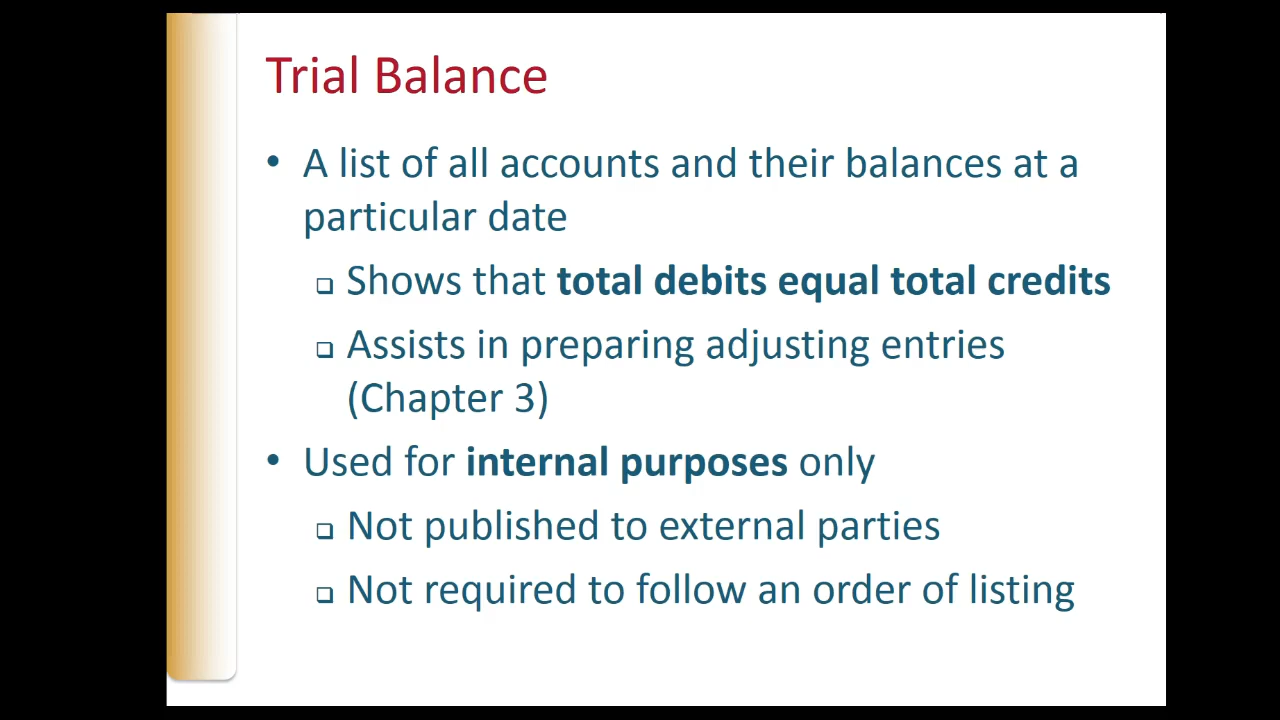 Trial Balance
• A list of all accounts and their balances at a
particular date
❑ Shows that total debits equal total credits
❑ Assists in preparing adjusting entries
(Chapter 3)
• Used for internal purposes only
❑ Not published to external parties
❑ Not required to follow an order of listing